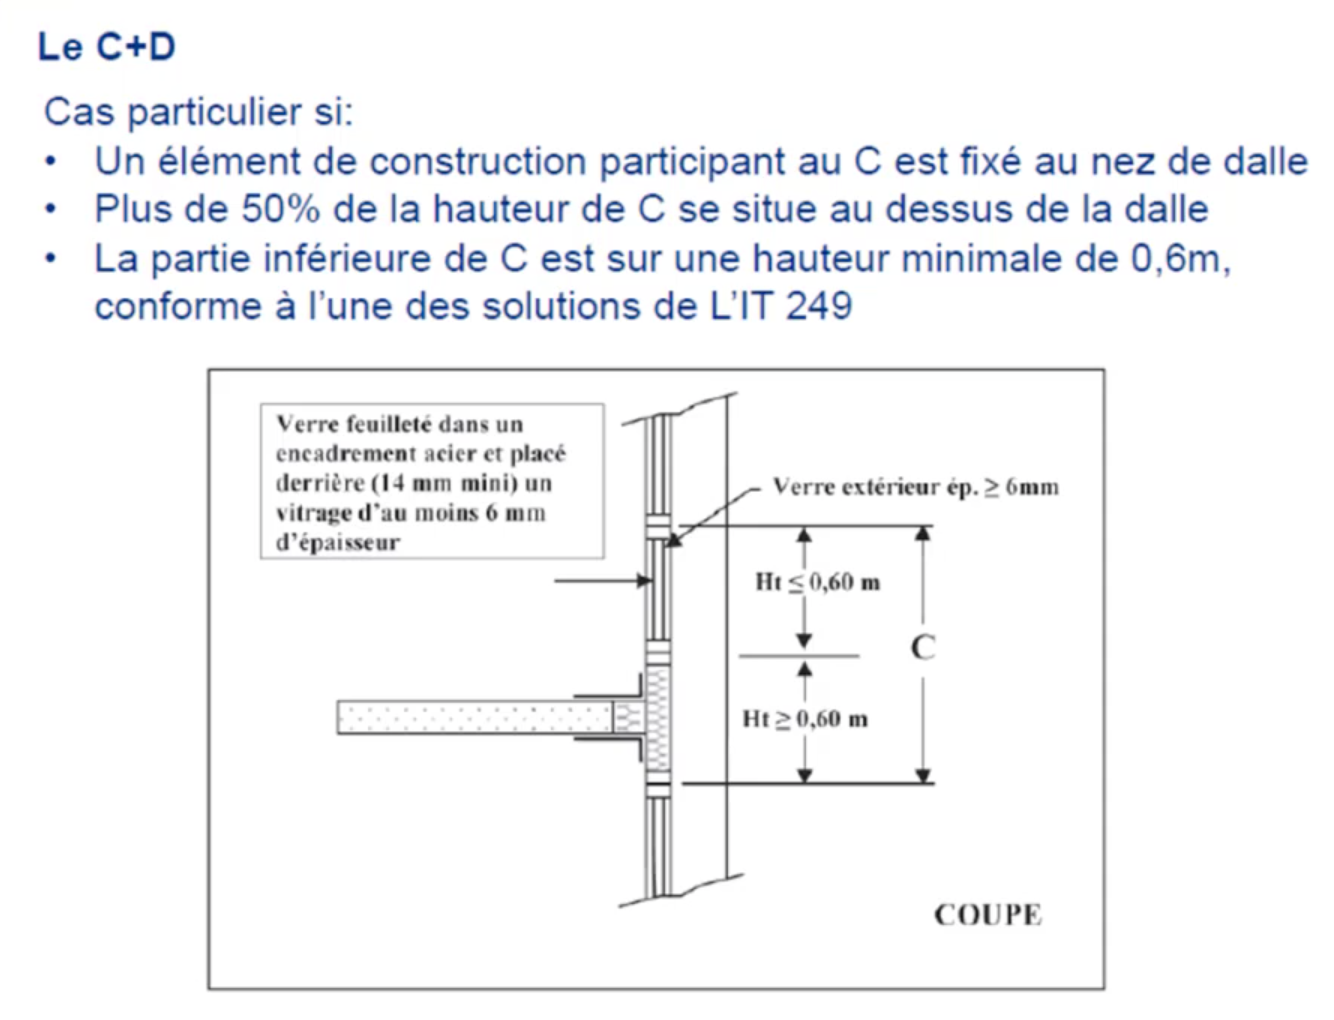 Le C+D
Cas particulier si:
• Un élément de construction participant au C est fixé au nez de dalle
• Plus de 50% de la hauteur de C se situe au dessus de la dalle
• La partie inférieure de C est sur une hauteur minimale de 0,6m,
conforme à l'une des solutions de L'IT 249
Verre feuilleté dans un
encadrement acier et placé
derrière (14 mm mini) un
vitrage d'au moins 6 mm
d'épaisseur
Verre extérieur ép. ≥ 6mm
Ht ≤ 0,60 m
C
Ht ≥ 0,60 m
COUPE